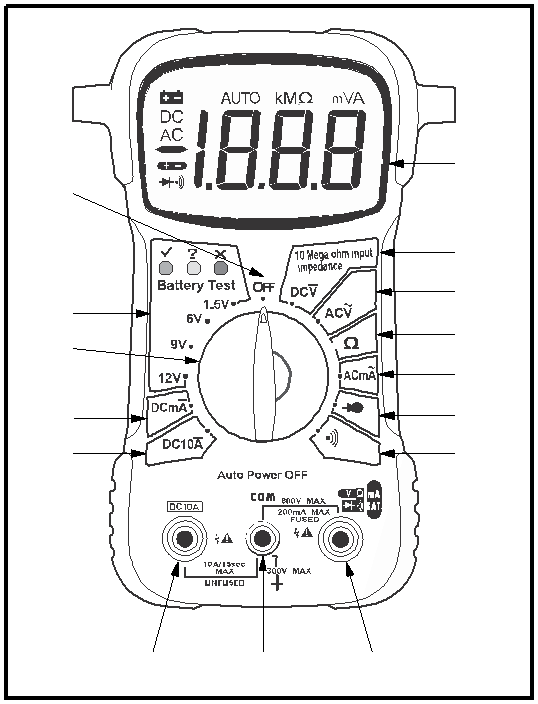 AUTO kMΩ mVA
DC
AC
1.8.8.8
10 Mega ohm input
impedance
Battery Test
OFF
DCV
ACV
Ω
ACmA
1.5V
6V
9V
12V
DCmA
DC10A
Auto Power OFF
DC10A
COM
600V MAX
200mA MAX
FUSED
VΩ
mA
BAT
10A/15sec
MAX
UNFUSED
300V MAX